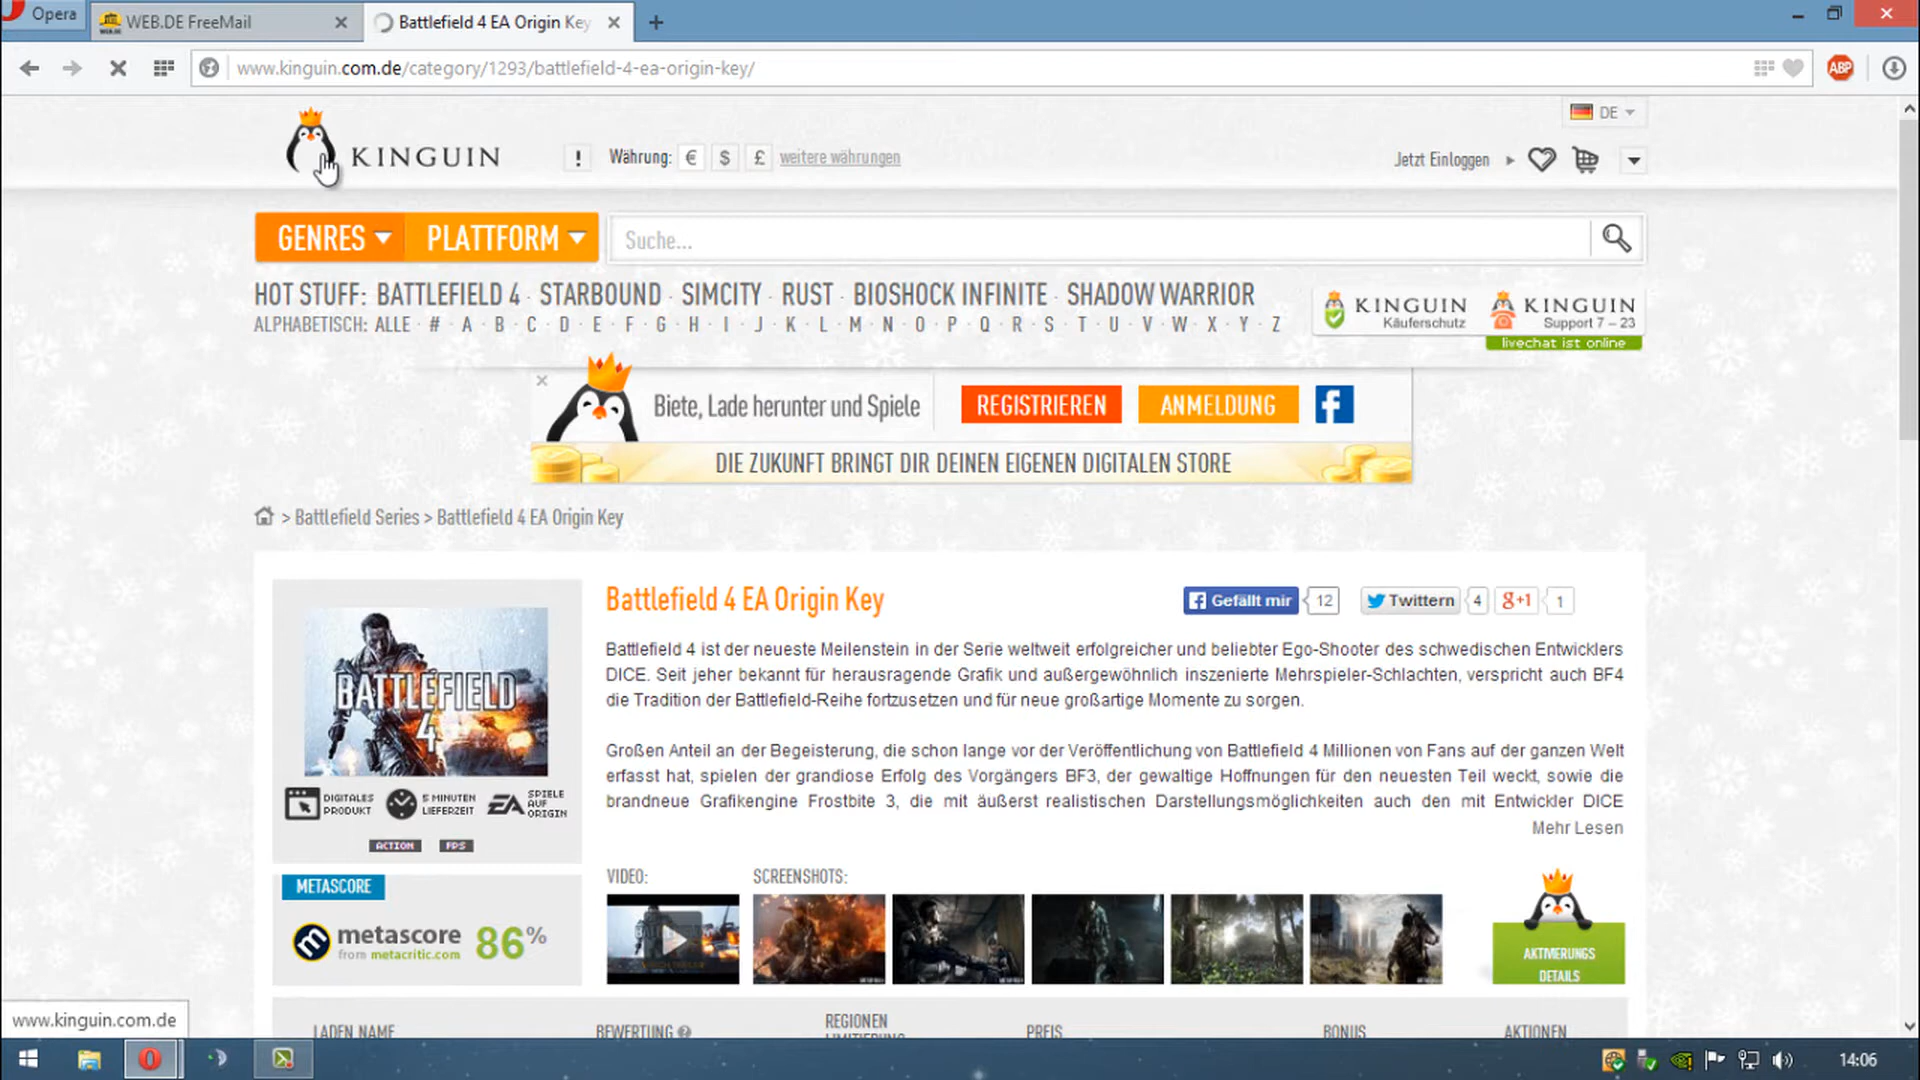 Opera
WEB.DE FreeMail
Battlefield 4 EA Origin Key
www.kinguin.com.de/category/1293/battlefield-4-ea-origin-key/
ABP
DE
KINGUIN
! Währung: € $ £ weitere währungen
Jetzt Einloggen
GENRES PLATTFORM
Suche...
HOT STUFF: BATTLEFIELD 4 · STARBOUND · SIMCITY · RUST · BIOSHOCK INFINITE · SHADOW WARRIOR
ALPHABETISCH: ALLE · # · A · B · C · D · E · F · G · H · I · J · K · L · M · N · O · P · Q · R · S · T · U · V · W · X · Y · Z
KINGUIN
Käuferschutz
KINGUIN
Support 7 – 23
livechat ist online
Biete, Lade herunter und Spiele
REGISTRIEREN
ANMELDUNG
DIE ZUKUNFT BRINGT DIR DEINEN EIGENEN DIGITALEN STORE
> Battlefield Series > Battlefield 4 EA Origin Key
Battlefield 4 EA Origin Key
Gefällt mir 12
Twittern 4
g+1 1
BATTLEFIELD
4
Battlefield 4 ist der neueste Meilenstein in der Serie weltweit erfolgreicher und beliebter Ego-Shooter des schwedischen Entwicklers
DICE. Seit jeher bekannt für herausragende Grafik und außergewöhnlich inszenierte Mehrspieler-Schlachten, verspricht auch BF4
die Tradition der Battlefield-Reihe fortzusetzen und für neue großartige Momente zu sorgen.
Großen Anteil an der Begeisterung, die schon lange vor der Veröffentlichung von Battlefield 4 Millionen von Fans auf der ganzen Welt
erfasst hat, spielen der grandiose Erfolg des Vorgängers BF3, der gewaltige Hoffnungen für den neuesten Teil weckt, sowie die
brandneue Grafikengine Frostbite 3, die mit äußerst realistischen Darstellungsmöglichkeiten auch den mit Entwickler DICE
Mehr Lesen
DIGITALES
PRODUKT
5 MINUTEN
LIEFERZEIT
EA
SPIELE
AUF
ORIGIN
ACTION
FPS
METASCORE
metascore
from metacritic.com
86%
VIDEO:
SCREENSHOTS:
AKTIVIERUNGS
DETAILS
LADEN NAME
BEWERTUNG
REGIONEN
LIMITIERUNG
PREIS
BONUS
AKTIONEN
www.kinguin.com.de
14:06